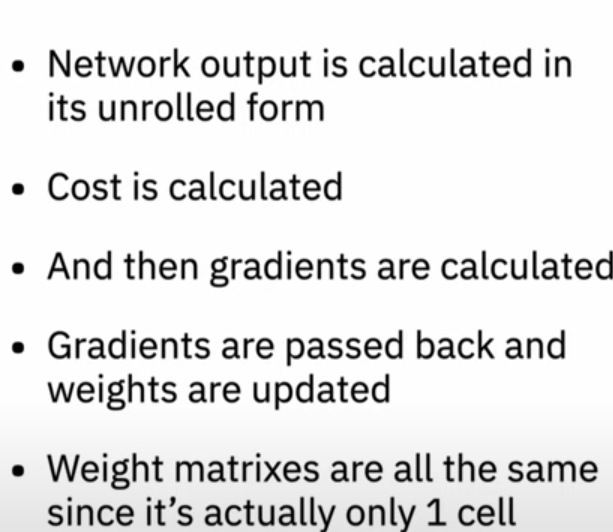 • Network output is calculated in
its unrolled form
• Cost is calculated
• And then gradients are calculated
• Gradients are passed back and
weights are updated
• Weight matrixes are all the same
since it’s actually only 1 cell